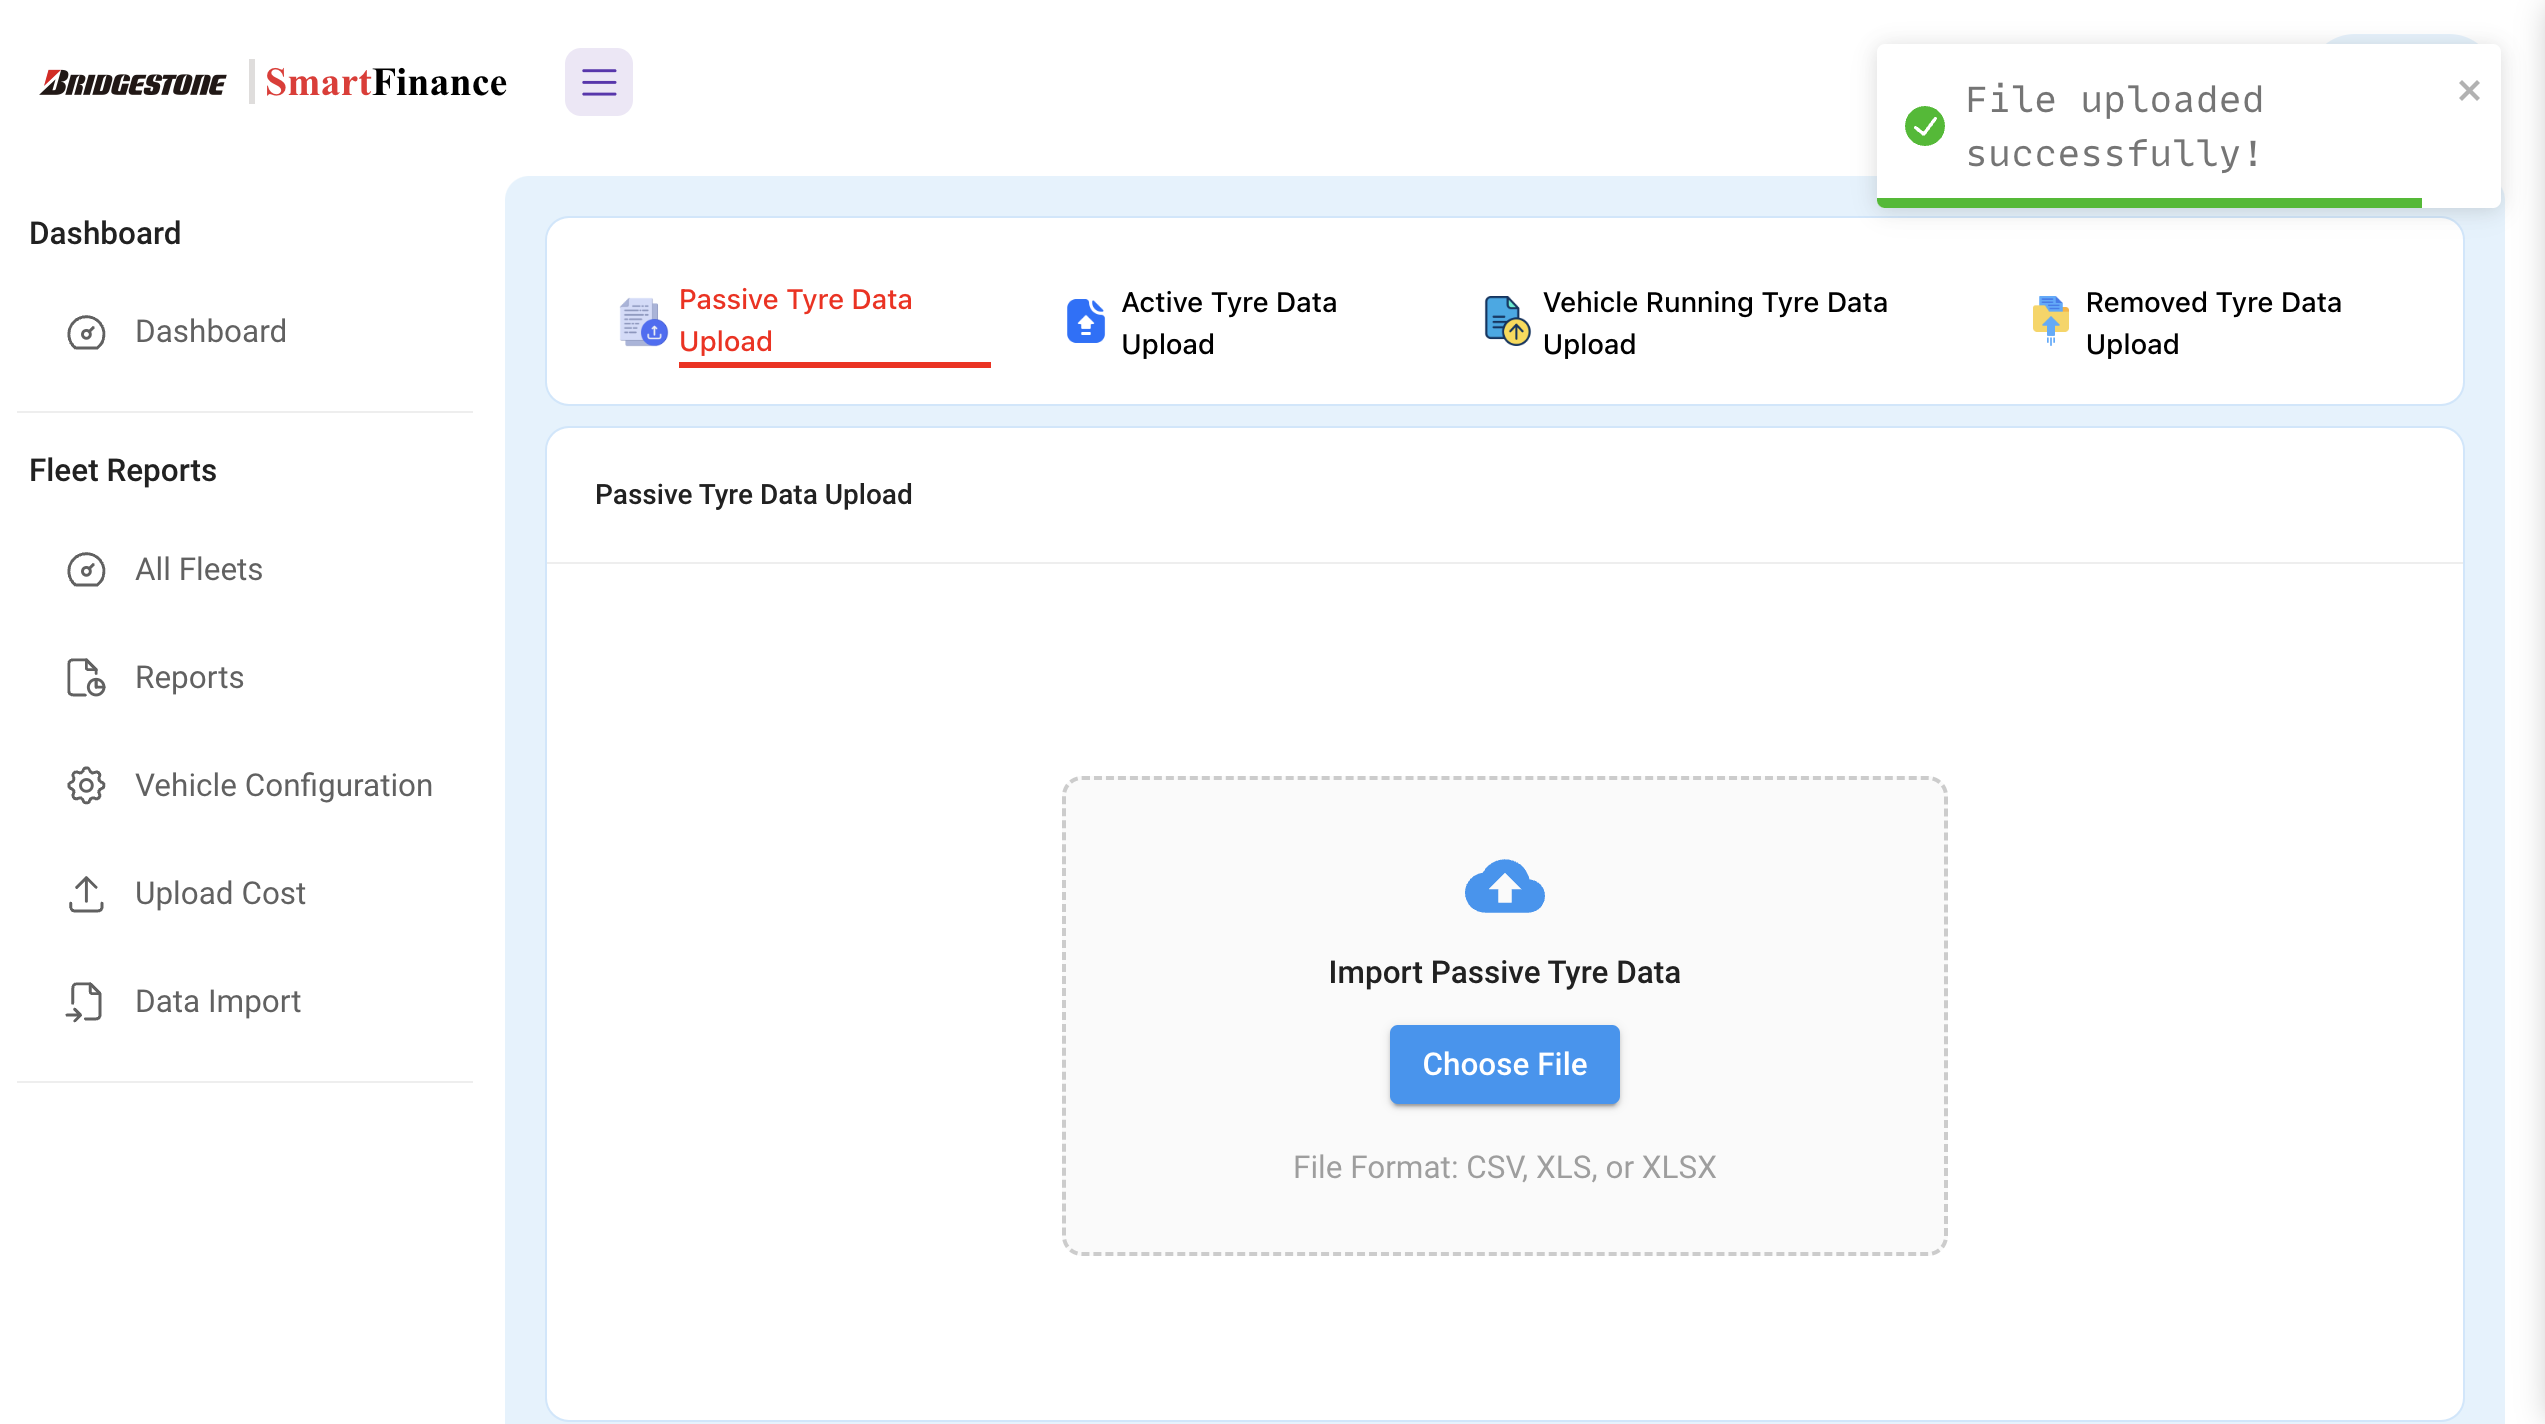 BRIDGESTONE SmartFinance
File uploaded
successfully!
Dashboard
Dashboard
Fleet Reports
All Fleets
Reports
Vehicle Configuration
Upload Cost
Data Import
Passive Tyre Data
Upload
Active Tyre Data
Upload
Vehicle Running Tyre Data
Upload
Removed Tyre Data
Upload
Passive Tyre Data Upload
Import Passive Tyre Data
Choose File
File Format: CSV, XLS, or XLSX